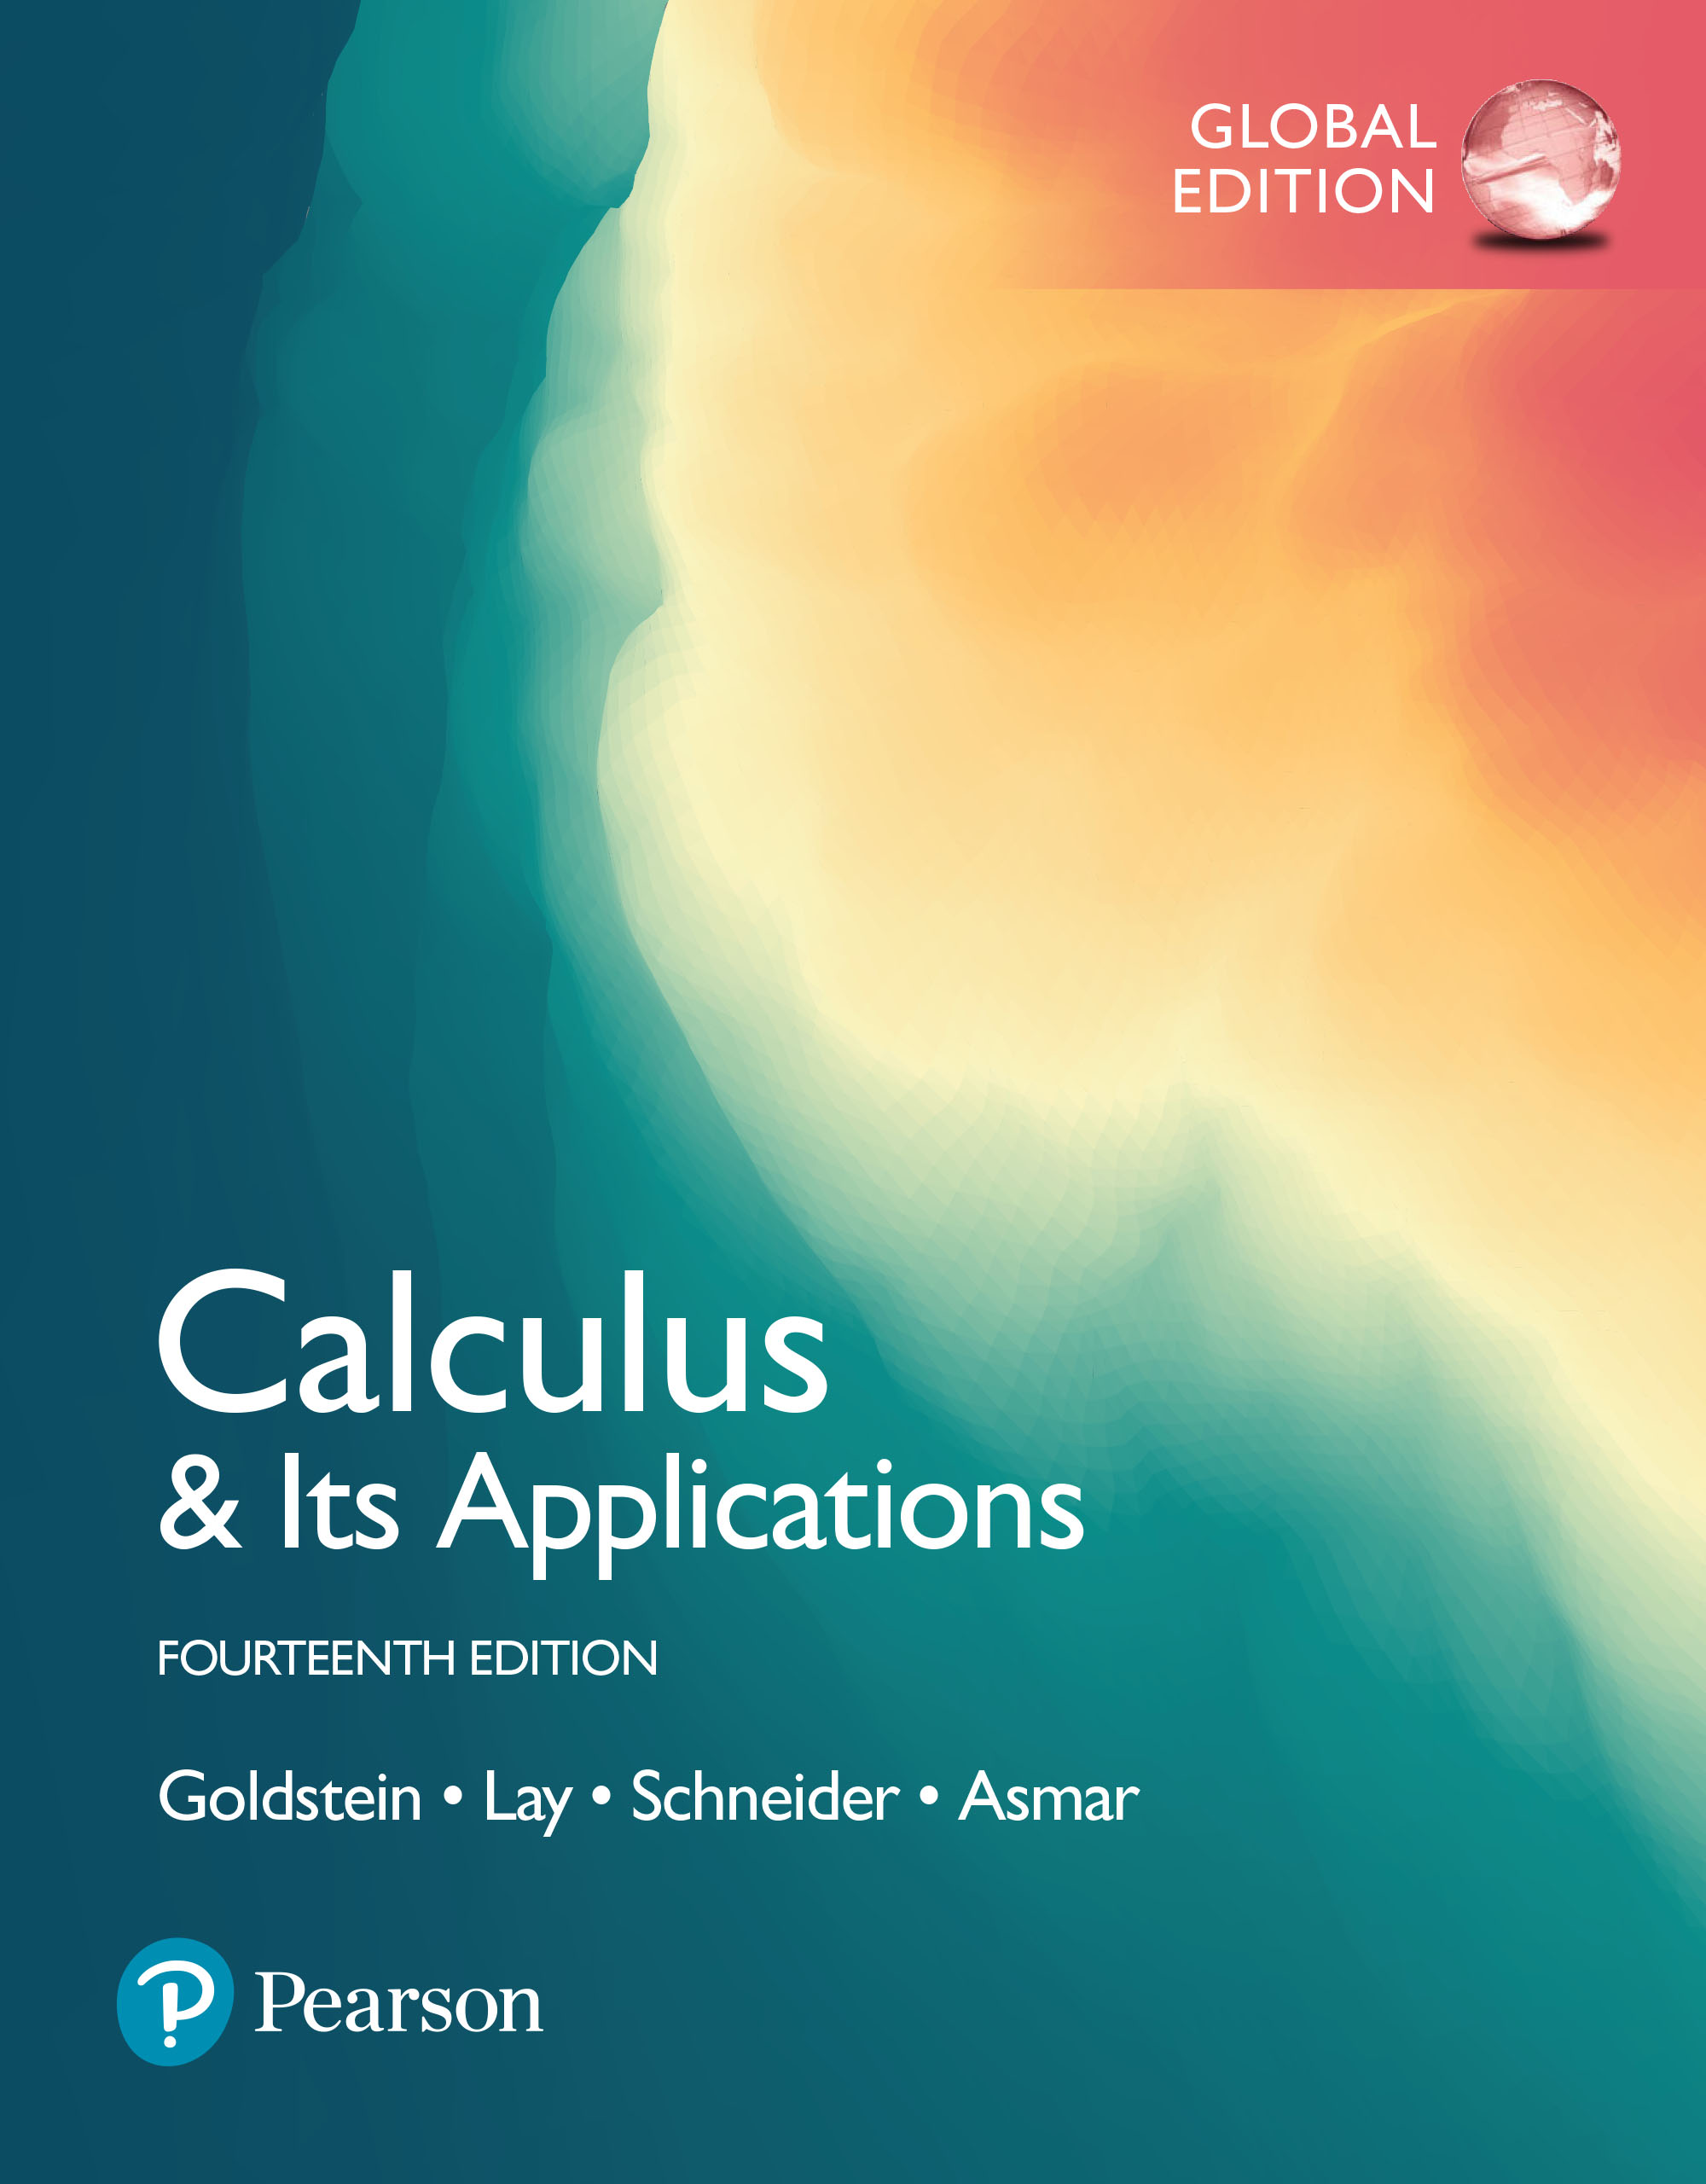 GLOBAL
EDITION
Calculus
& Its Applications
FOURTEENTH EDITION
Goldstein • Lay • Schneider • Asmar
Pearson